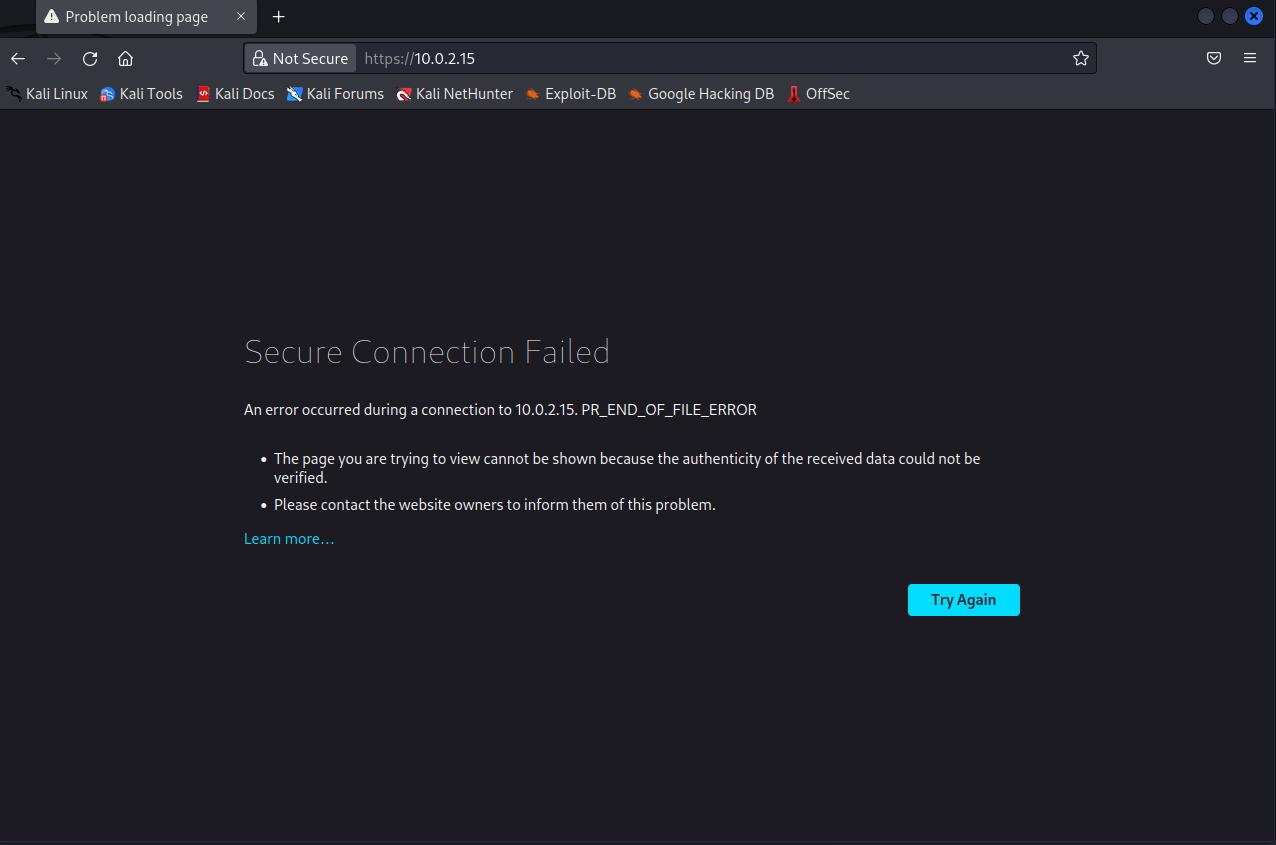 Problem loading page
Not Secure https://10.0.2.15
Kali Linux Kali Tools Kali Docs Kali Forums Kali NetHunter Exploit-DB Google Hacking DB OffSec
Secure Connection Failed
An error occurred during a connection to 10.0.2.15. PR_END_OF_FILE_ERROR
• The page you are trying to view cannot be shown because the authenticity of the received data could not be
verified.
• Please contact the website owners to inform them of this problem.
Learn more…
Try Again